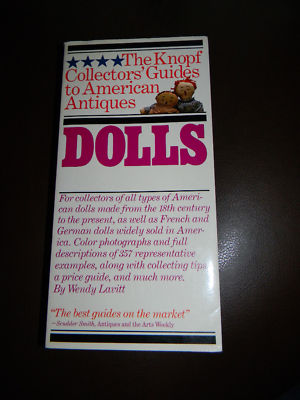 ★★★★The Knopf
Collectors' Guides
to American
Antiques
DOLLS
For collectors of all types of Ameri-
can dolls made from the 18th century
to the present, as well as French and
German dolls widely sold in Amer-
ica. Color photographs and full
descriptions of 357 representative
examples, along with collecting tips,
a price guide, and much more.
By Wendy Lavitt
"The best guides on the market"
—Scudder Smith, Antiques and the Arts Weekly